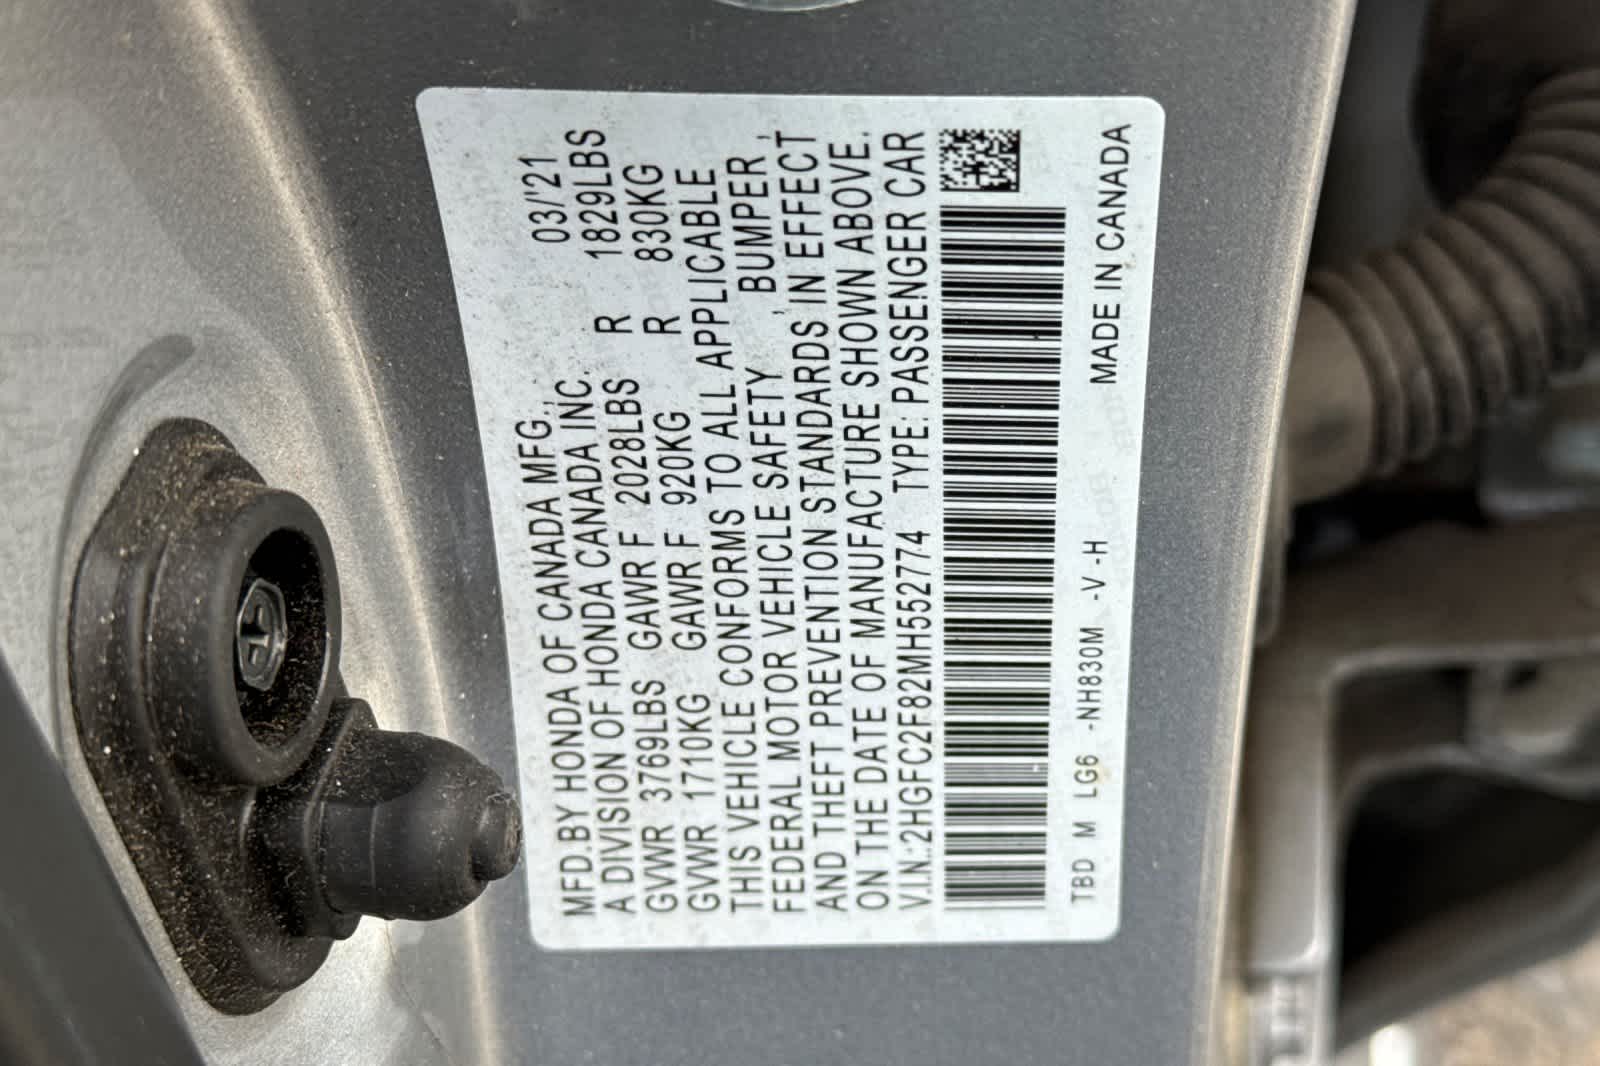 MFD.BY HONDA OF CANADA MFG., 03/'21
A DIVISION OF HONDA CANADA INC.
GVWR 3769LBS GAWR F 2028LBS R 1829LBS
GVWR 1710KG GAWR F 920KG R 830KG
THIS VEHICLE CONFORMS TO ALL APPLICABLE
FEDERAL MOTOR VEHICLE SAFETY, BUMPER,
AND THEFT PREVENTION STANDARDS IN EFFECT
ON THE DATE OF MANUFACTURE SHOWN ABOVE.
V.I.N.:2HGFC2F82MH552774 TYPE: PASSENGER CAR
TBD M LG6 -NH830M -V -H MADE IN CANADA